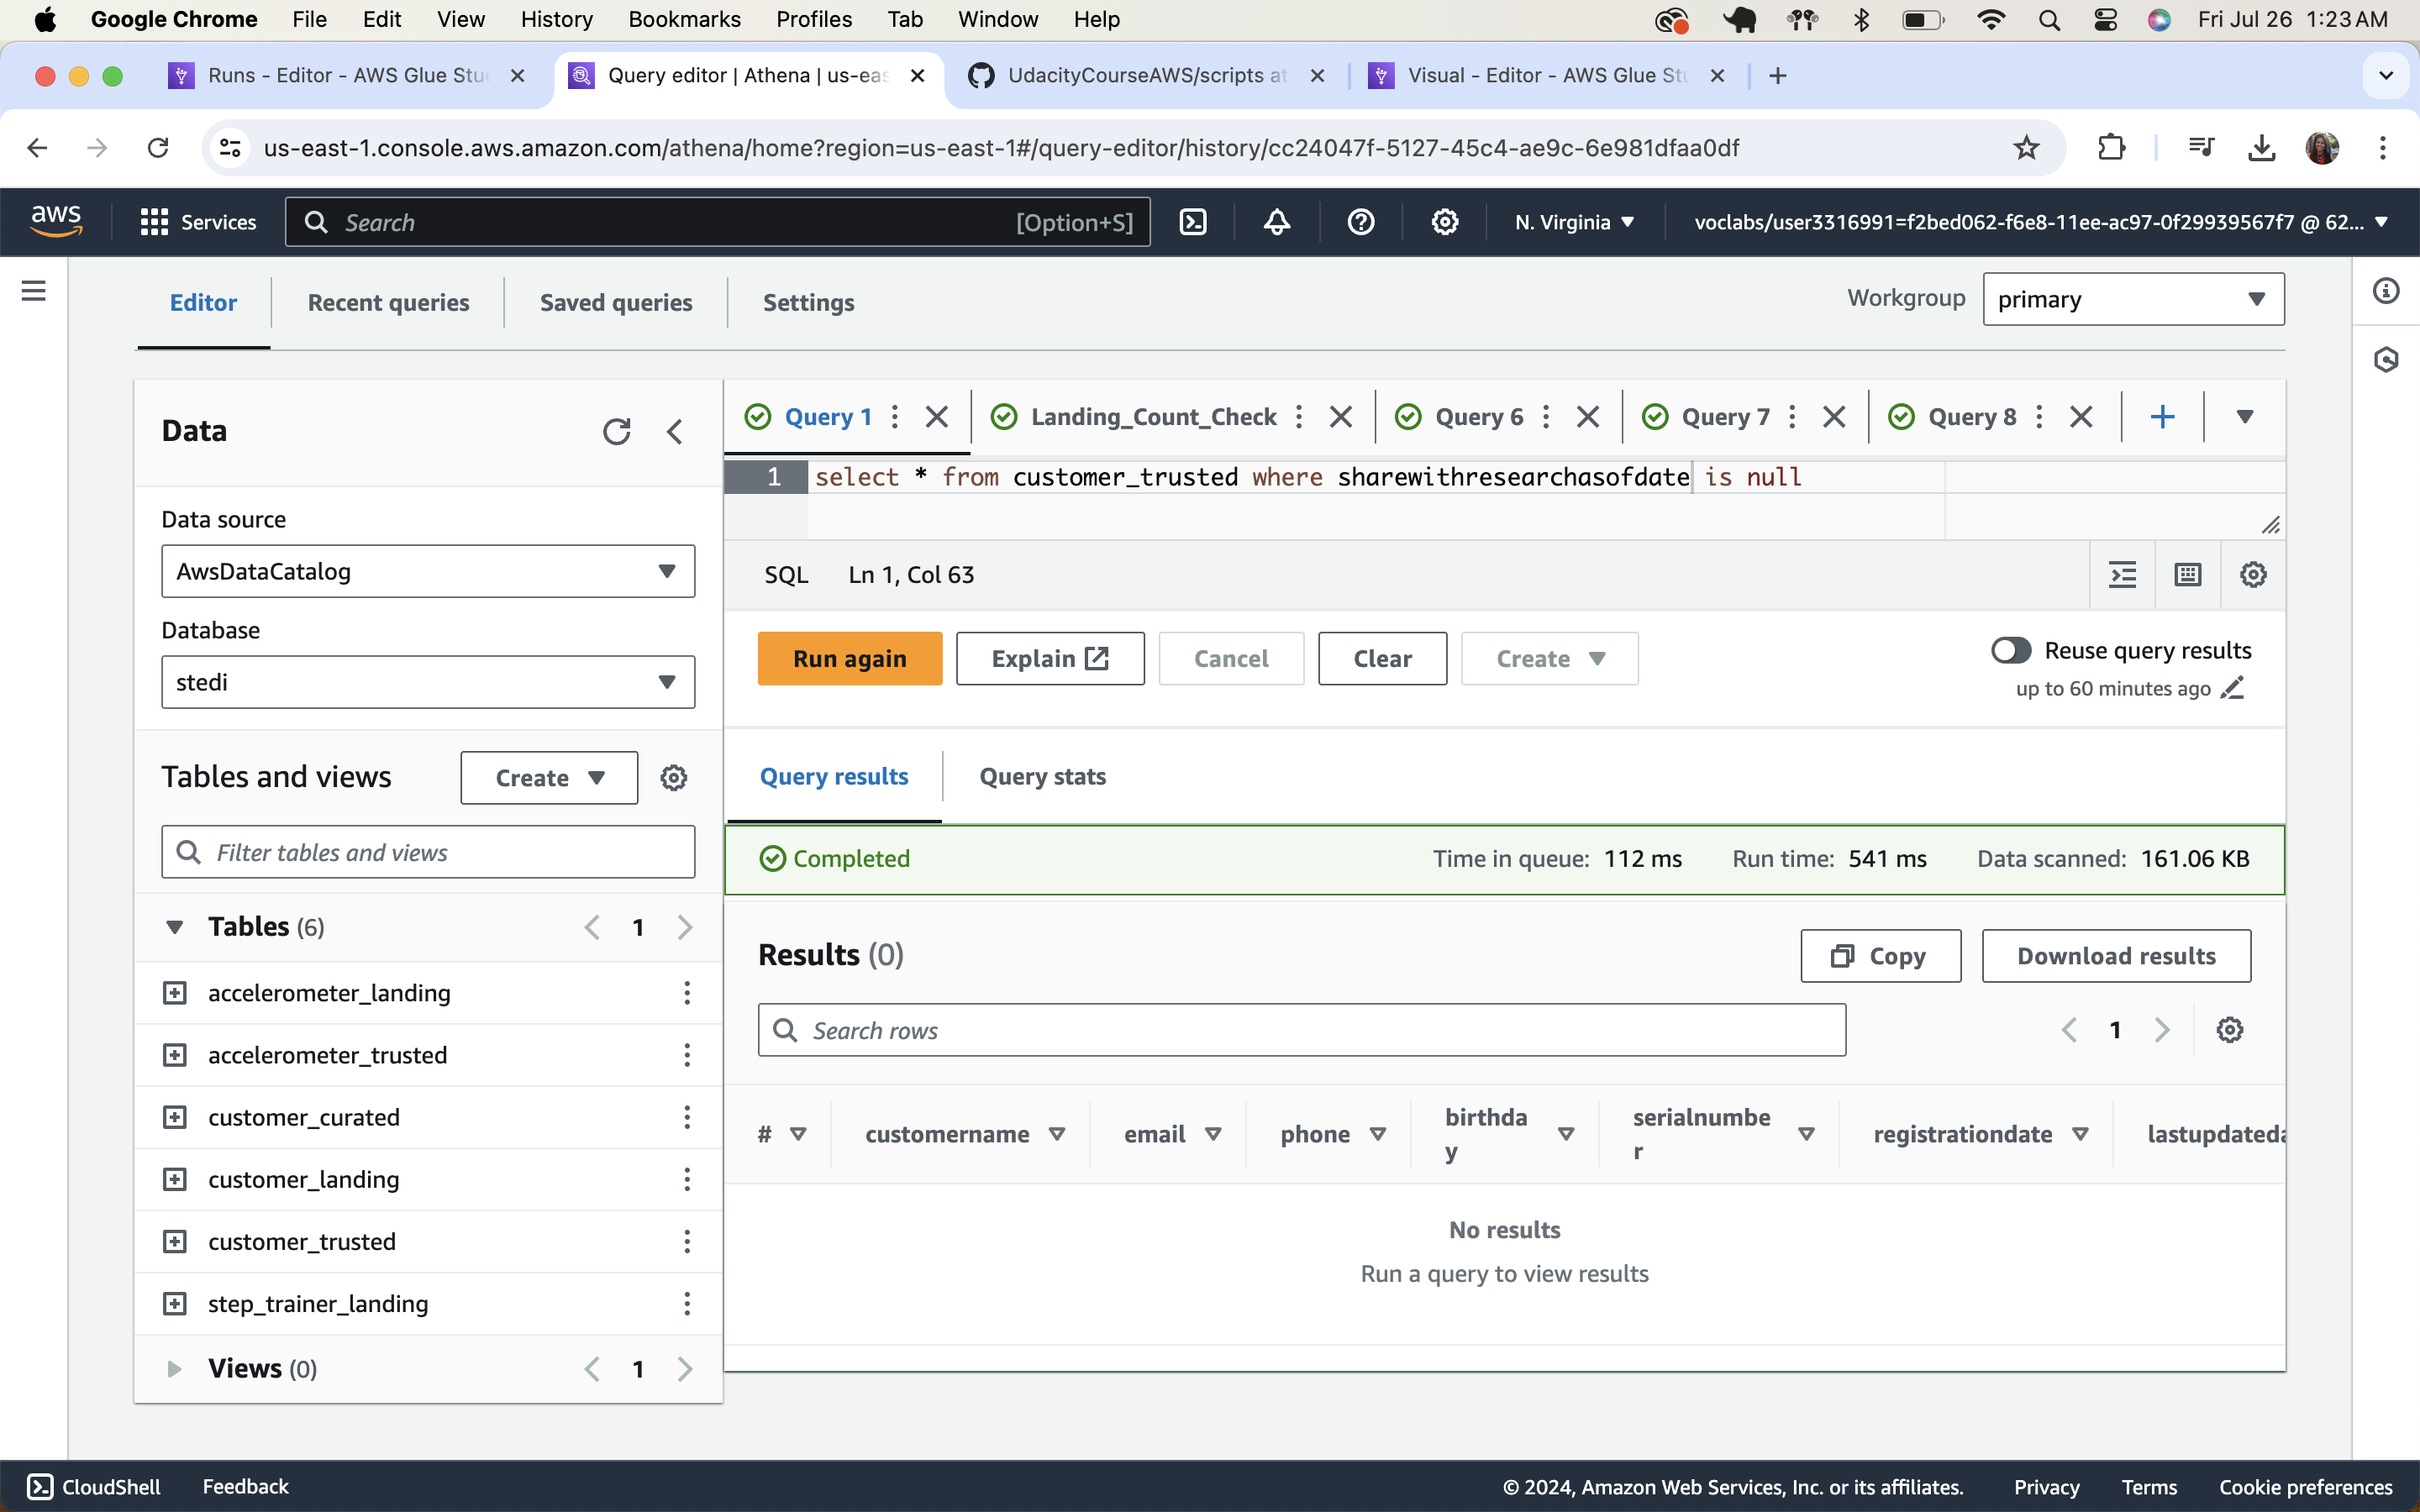 Google Chrome File Edit View History Bookmarks Profiles Tab Window Help Fri Jul 26 1:23 AM
Runs - Editor - AWS Glue Stu Query editor | Athena | us-eas UdacityCourseAWS/scripts at Visual - Editor - AWS Glue Stu
us-east-1.console.aws.amazon.com/athena/home?region=us-east-1#/query-editor/history/cc24047f-5127-45c4-ae9c-6e981dfaa0df
aws Services Search [Option+S] N. Virginia voclabs/user3316991=f2bed062-f6e8-11ee-ac97-0f29939567f7 @ 62...
Editor Recent queries Saved queries Settings Workgroup primary
Data
Data source
AwsDataCatalog
Database
stedi
Tables and views Create
Filter tables and views
Tables (6) 1
accelerometer_landing
accelerometer_trusted
customer_curated
customer_landing
customer_trusted
step_trainer_landing
Views (0) 1
Query 1 Landing_Count_Check Query 6 Query 7 Query 8
1 select * from customer_trusted where sharewithresearchasofdate is null
SQL Ln 1, Col 63
Run again Explain Cancel Clear Create Reuse query results
up to 60 minutes ago
Query results Query stats
Completed Time in queue: 112 ms Run time: 541 ms Data scanned: 161.06 KB
Results (0) Copy Download results
Search rows 1
# customername email phone birthday serialnumber registrationdate lastupdateda
No results
Run a query to view results
CloudShell Feedback © 2024, Amazon Web Services, Inc. or its affiliates. Privacy Terms Cookie preferences